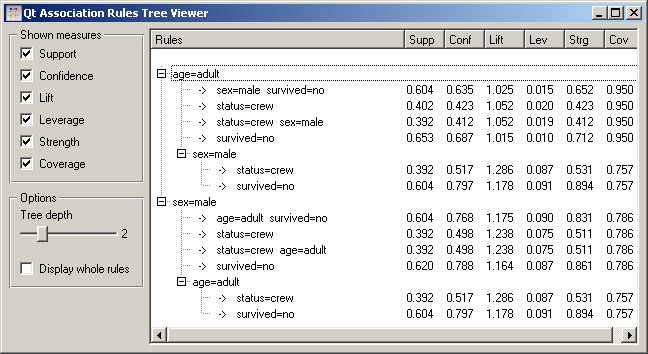 Qt Association Rules Tree Viewer
Shown measures
Support
Confidence
Lift
Leverage
Strength
Coverage
Options
Tree depth
2
Display whole rules
Rules Supp Conf Lift Lev Strg Cov
age=adult
-> sex=male survived=no 0.604 0.635 1.025 0.015 0.652 0.950
-> status=crew 0.402 0.423 1.052 0.020 0.423 0.950
-> status=crew sex=male 0.392 0.412 1.052 0.019 0.412 0.950
-> survived=no 0.653 0.687 1.015 0.010 0.712 0.950
sex=male
-> status=crew 0.392 0.517 1.286 0.087 0.531 0.757
-> survived=no 0.604 0.797 1.178 0.091 0.894 0.757
sex=male
-> age=adult survived=no 0.604 0.768 1.175 0.090 0.831 0.786
-> status=crew 0.392 0.498 1.238 0.075 0.511 0.786
-> status=crew age=adult 0.392 0.498 1.238 0.075 0.511 0.786
-> survived=no 0.620 0.788 1.164 0.087 0.861 0.786
age=adult
-> status=crew 0.392 0.517 1.286 0.087 0.531 0.757
-> survived=no 0.604 0.797 1.178 0.091 0.894 0.757